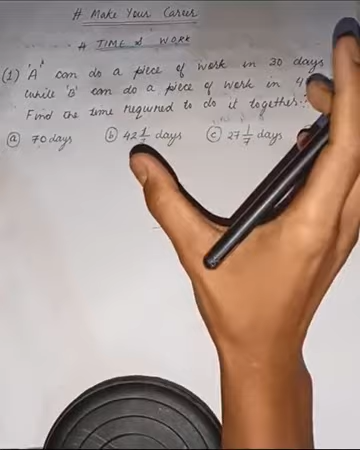 # Make Your Career
# TIME & WORK
(1) 'A' can do a piece of work in 30 days
while 'B' can do a piece of work in 4
Find the time required to do it together.
(a) 70 days (b) 42 1/7 days (c) 27 1/7 days